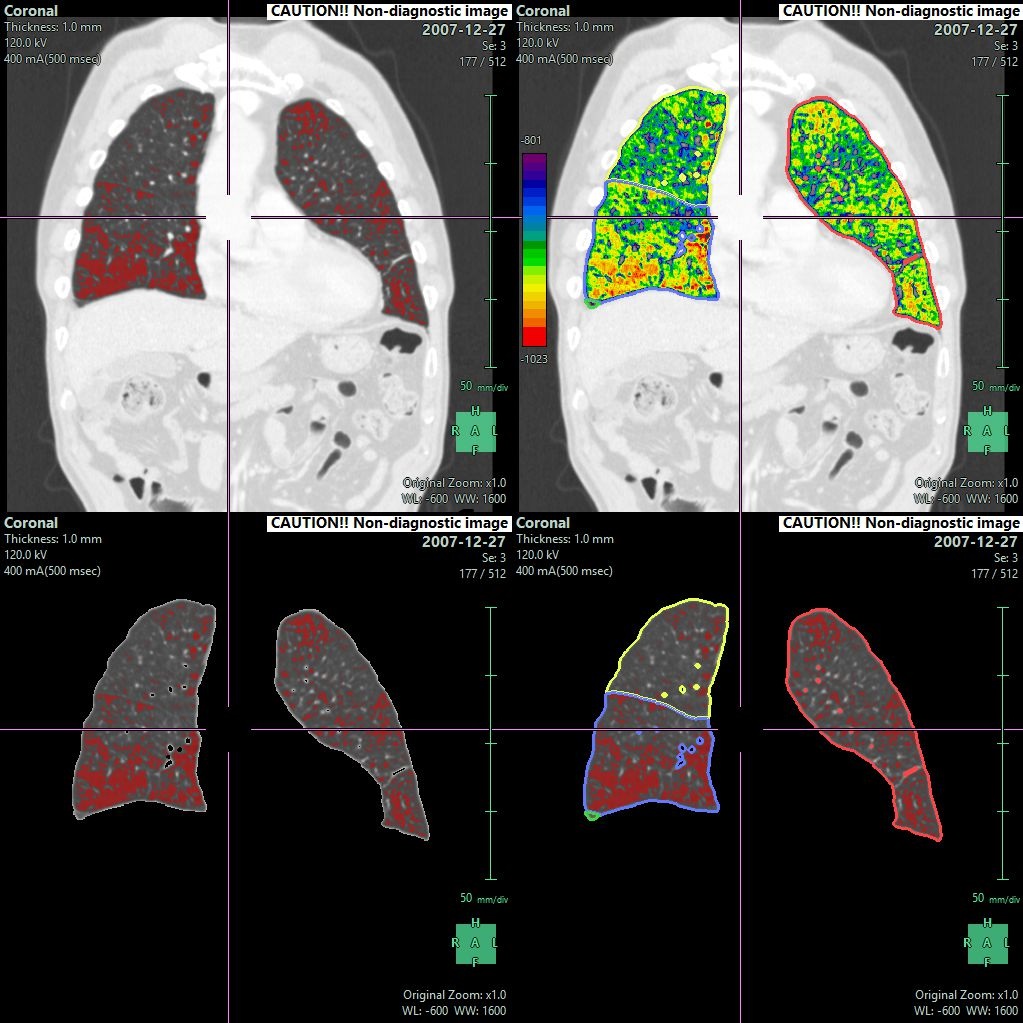 Coronal
CAUTION!! Non-diagnostic image
Thickness: 1.0 mm
2007-12-27
120.0 kV
Se: 3
400 mA(500 msec)
177 / 512
50 mm/div
H
R A L
F
Original Zoom: x1.0
WL: -600 WW: 1600
Coronal
CAUTION!! Non-diagnostic image
Thickness: 1.0 mm
2007-12-27
120.0 kV
Se: 3
400 mA(500 msec)
177 / 512
-801
-1023
50 mm/div
H
R A L
F
Original Zoom: x1.0
WL: -600 WW: 1600
Coronal
CAUTION!! Non-diagnostic image
Thickness: 1.0 mm
2007-12-27
120.0 kV
Se: 3
400 mA(500 msec)
177 / 512
50 mm/div
H
R A L
F
Original Zoom: x1.0
WL: -600 WW: 1600
Coronal
CAUTION!! Non-diagnostic image
Thickness: 1.0 mm
2007-12-27
120.0 kV
Se: 3
400 mA(500 msec)
177 / 512
50 mm/div
H
R A L
F
Original Zoom: x1.0
WL: -600 WW: 1600